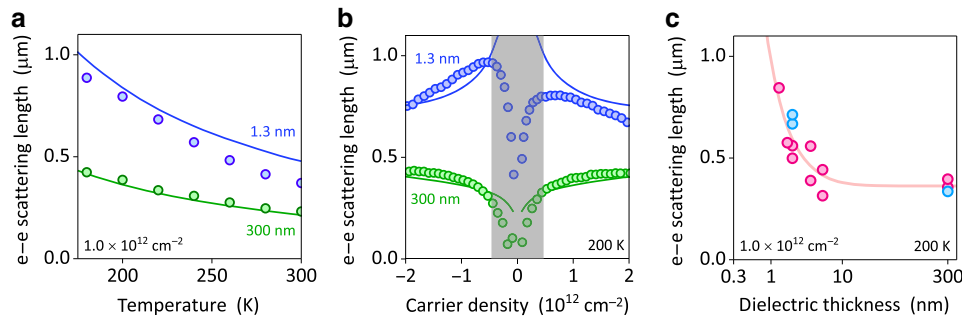 a
e–e scattering length (μm)
1.0
0.5
0.0
1.3 nm
300 nm
1.0 × 10¹² cm⁻²
200
250
300
Temperature (K)
b
e–e scattering length (μm)
1.0
0.5
0.0
1.3 nm
300 nm
200 K
−2
−1
0
1
2
Carrier density (10¹² cm⁻²)
c
e–e scattering length (μm)
1.0
0.5
0.0
1.0 × 10¹² cm⁻²
200 K
0.3
1
10
300
Dielectric thickness (nm)